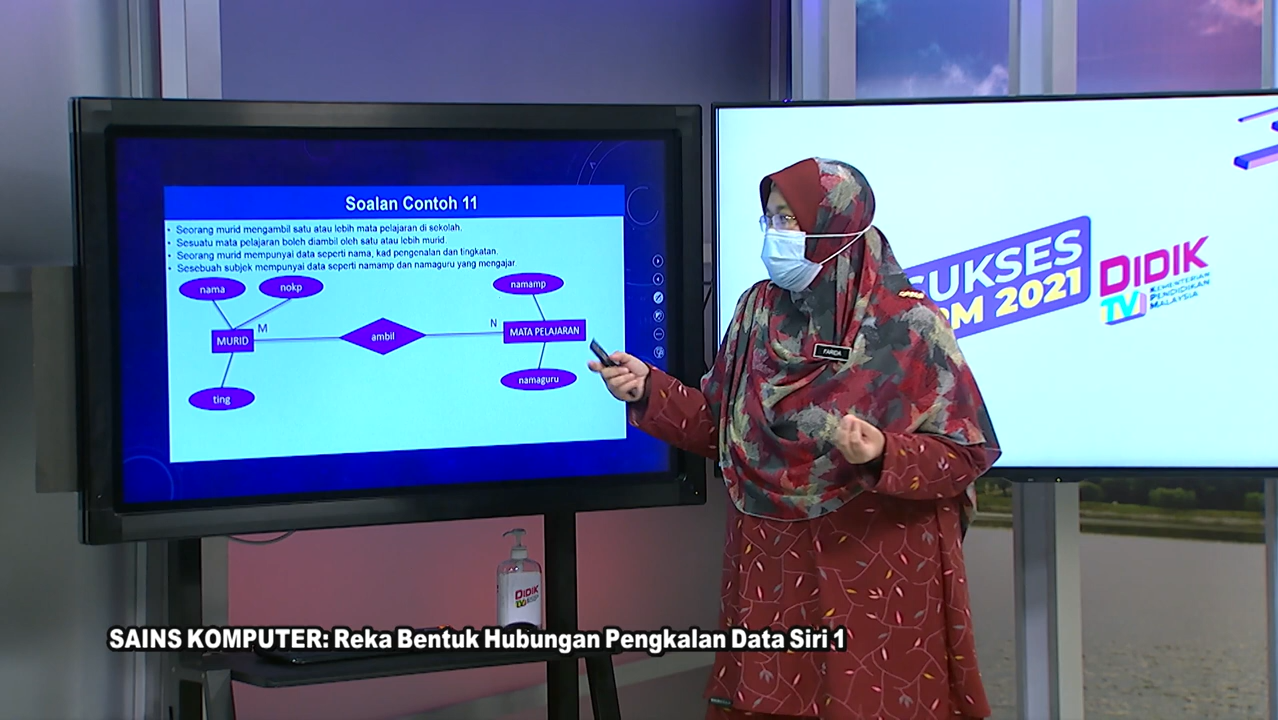 Soalan Contoh 11
• Seorang murid mengambil satu atau lebih mata pelajaran di sekolah.
• Sesuatu mata pelajaran boleh diambil oleh satu atau lebih murid.
• Seorang murid mempunyai data seperti nama, kad pengenalan dan tingkatan.
• Sesebuah subjek mempunyai data seperti namamp dan namaguru yang mengajar.
nama
nokp
namamp
MURID
M
ambil
N
MATA PELAJARAN
ting
namaguru
SUKSES
2021
DIDIK
TV
KEMENTERIAN
PENDIDIKAN
MALAYSIA
FARIDA
DIDIK
TV
SAINS KOMPUTER: Reka Bentuk Hubungan Pengkalan Data Siri 1